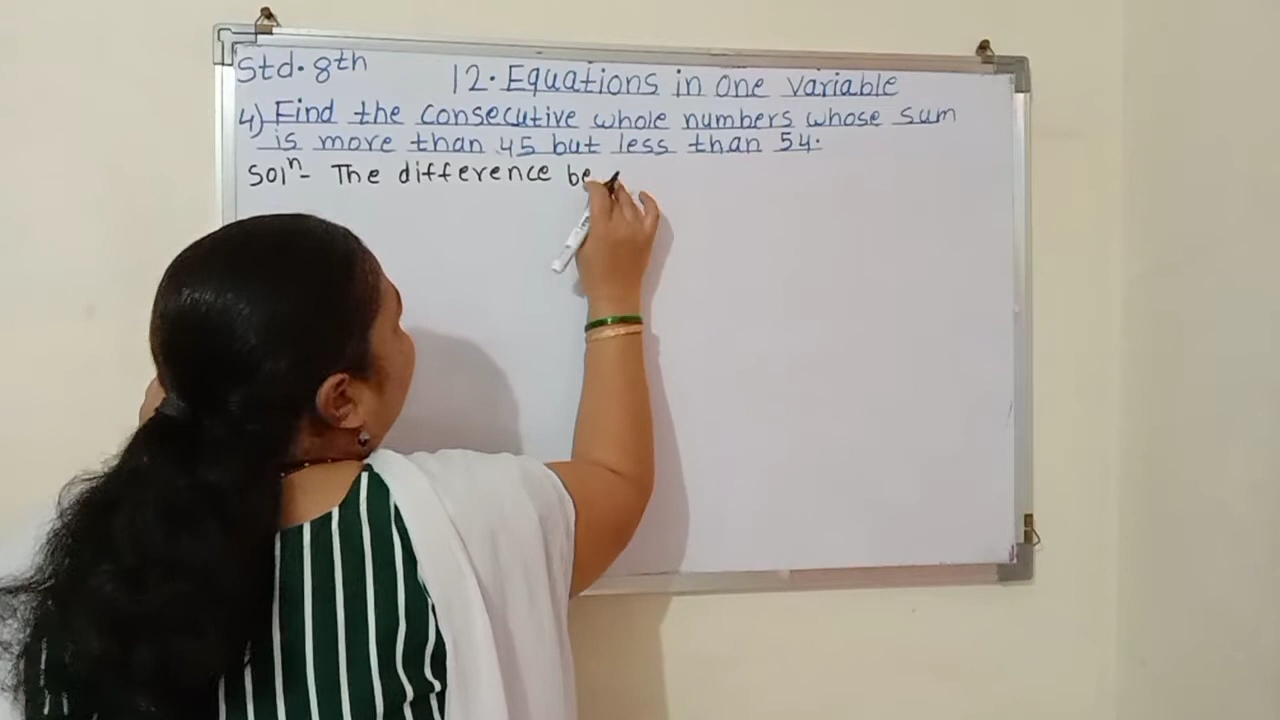 Std. 8th
12. Equations in one variable
4) Find the consecutive whole numbers whose sum
is more than 45 but less than 54.
Solⁿ- The difference be